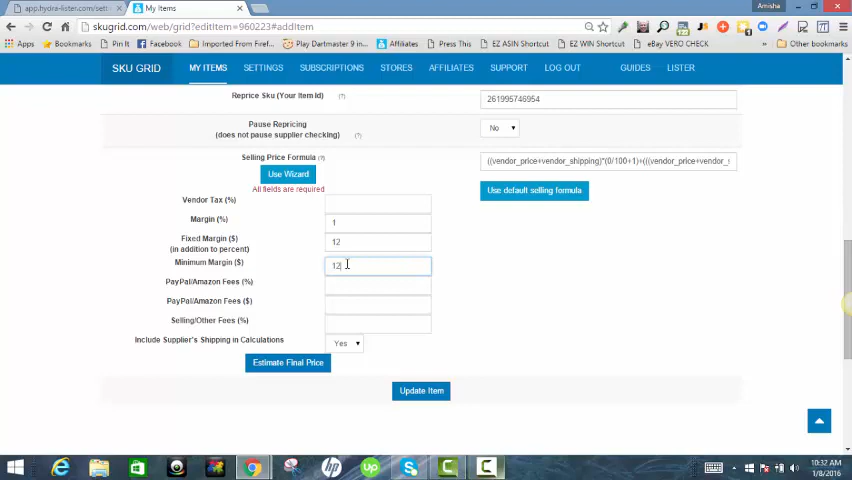 Amisha
app.hydra-lister.com/sett
My Items
skugrid.com/web/grid?editItem=960223#addItem
Apps
Bookmarks
Pin It
Facebook
Imported From Firef...
Play Dartmaster 9 in...
Affiliates
Press This
EZ ASIN Shortcut
EZ WIN Shortcut
eBay VERO CHECK
Other bookmarks
SKU GRID
MY ITEMS
SETTINGS
SUBSCRIPTIONS
STORES
AFFILIATES
SUPPORT
LOG OUT
GUIDES
LISTER
Reprice Sku (Your Item Id) (?)
261995746954
Pause Repricing
(does not pause supplier checking) (?)
No
Selling Price Formula (?)
((vendor_price+vendor_shipping)*(0/100+1)+(((vendor_price+vendor_s
Use Wizard
Use default selling formula
All fields are required
Vendor Tax (%)
Margin (%)
1
Fixed Margin ($)
(in addition to percent)
12
Minimum Margin ($)
12
PayPal/Amazon Fees (%)
PayPal/Amazon Fees ($)
Selling/Other Fees (%)
Include Supplier's Shipping in Calculations
Yes
Estimate Final Price
Update Item
10:32 AM
1/8/2016